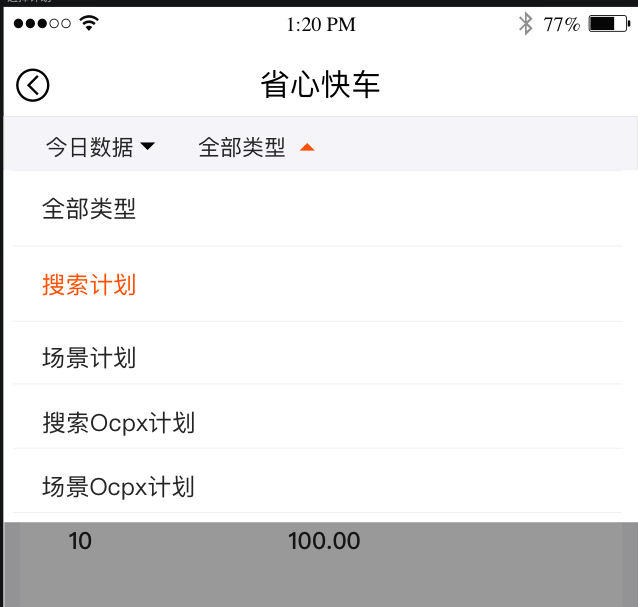 1:20 PM 77%
省心快车
今日数据 全部类型
全部类型
搜索计划
场景计划
搜索Ocpx计划
场景Ocpx计划
10 100.00